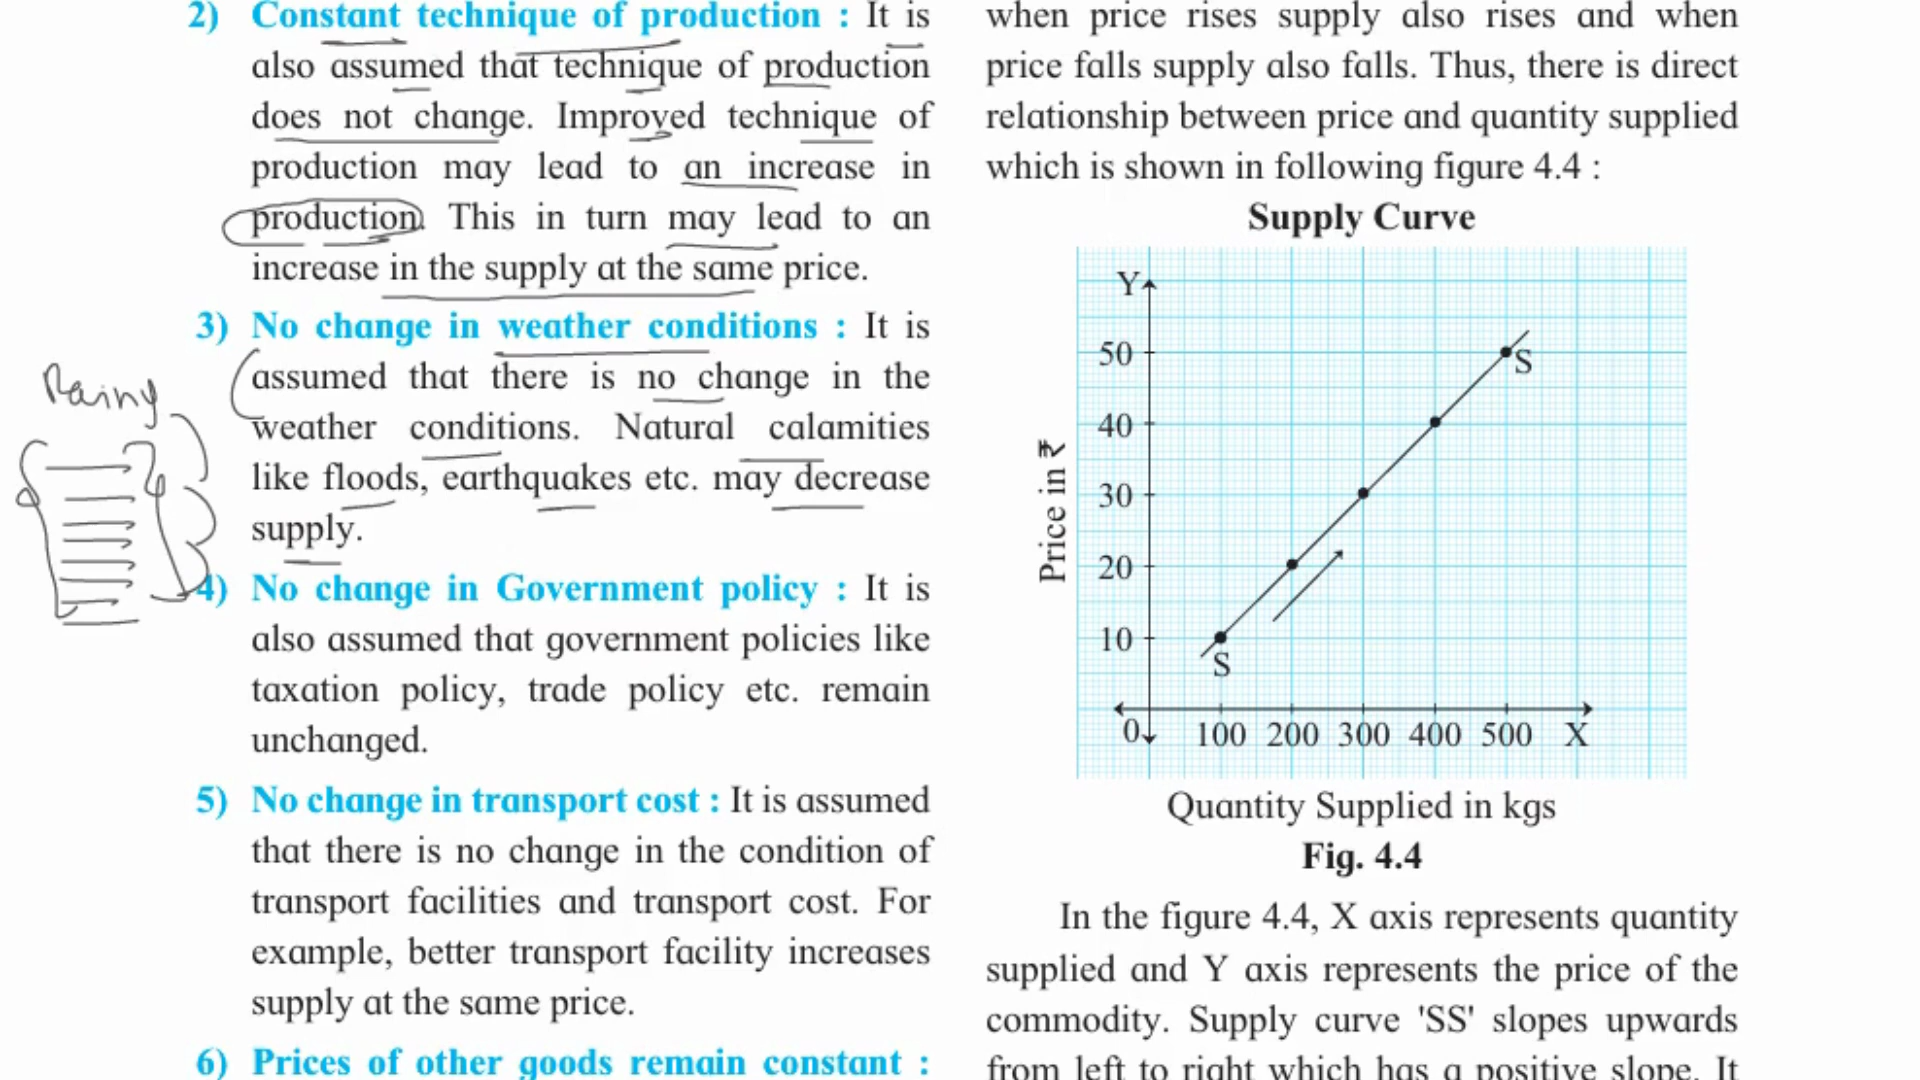 2) Constant technique of production : It is
also assumed that technique of production
does not change. Improved technique of
production may lead to an increase in
production. This in turn may lead to an
increase in the supply at the same price.
3) No change in weather conditions : It is
assumed that there is no change in the
weather conditions. Natural calamities
like floods, earthquakes etc. may decrease
supply.
Rainy
4) No change in Government policy : It is
also assumed that government policies like
taxation policy, trade policy etc. remain
unchanged.
5) No change in transport cost : It is assumed
that there is no change in the condition of
transport facilities and transport cost. For
example, better transport facility increases
supply at the same price.
6) Prices of other goods remain constant :
when price rises supply also rises and when
price falls supply also falls. Thus, there is direct
relationship between price and quantity supplied
which is shown in following figure 4.4 :
Supply Curve
Y
50
S
40
Price in ₹
30
20
10
S
0 100 200 300 400 500 X
Quantity Supplied in kgs
Fig. 4.4
In the figure 4.4, X axis represents quantity
supplied and Y axis represents the price of the
commodity. Supply curve 'SS' slopes upwards
from left to right which has a positive slope. It